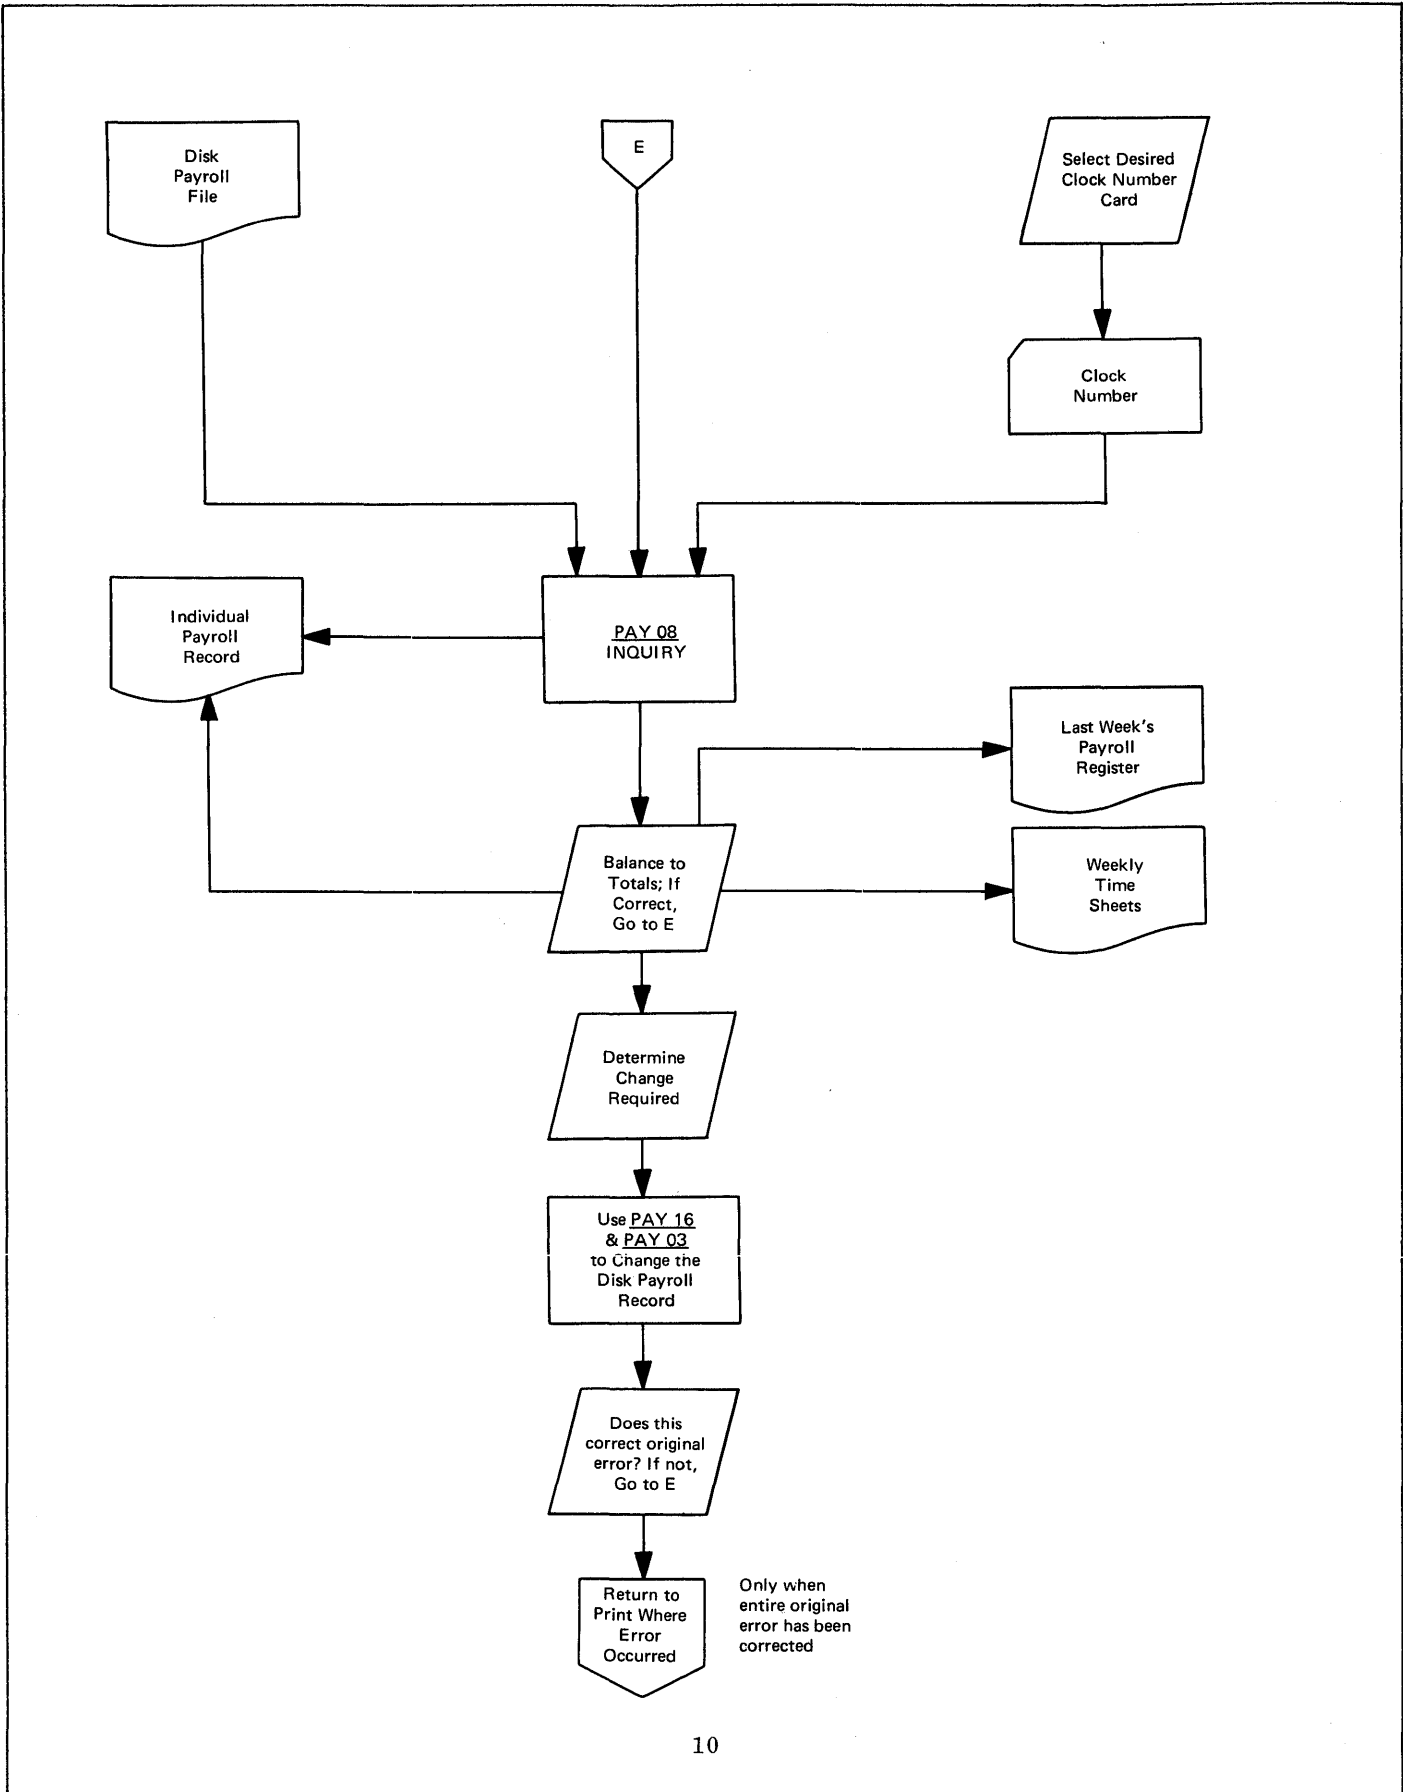 Disk
Payroll
File
E
Select Desired
Clock Number
Card
Clock
Number
Individual
Payroll
Record
PAY 08
INQUIRY
Last Week's
Payroll
Register
Balance to
Totals; If
Correct,
Go to E
Weekly
Time
Sheets
Determine
Change
Required
Use PAY 16
& PAY 03
to Change the
Disk Payroll
Record
Does this
correct original
error? If not,
Go to E
Return to
Print Where
Error
Occurred
Only when
entire original
error has been
corrected
10